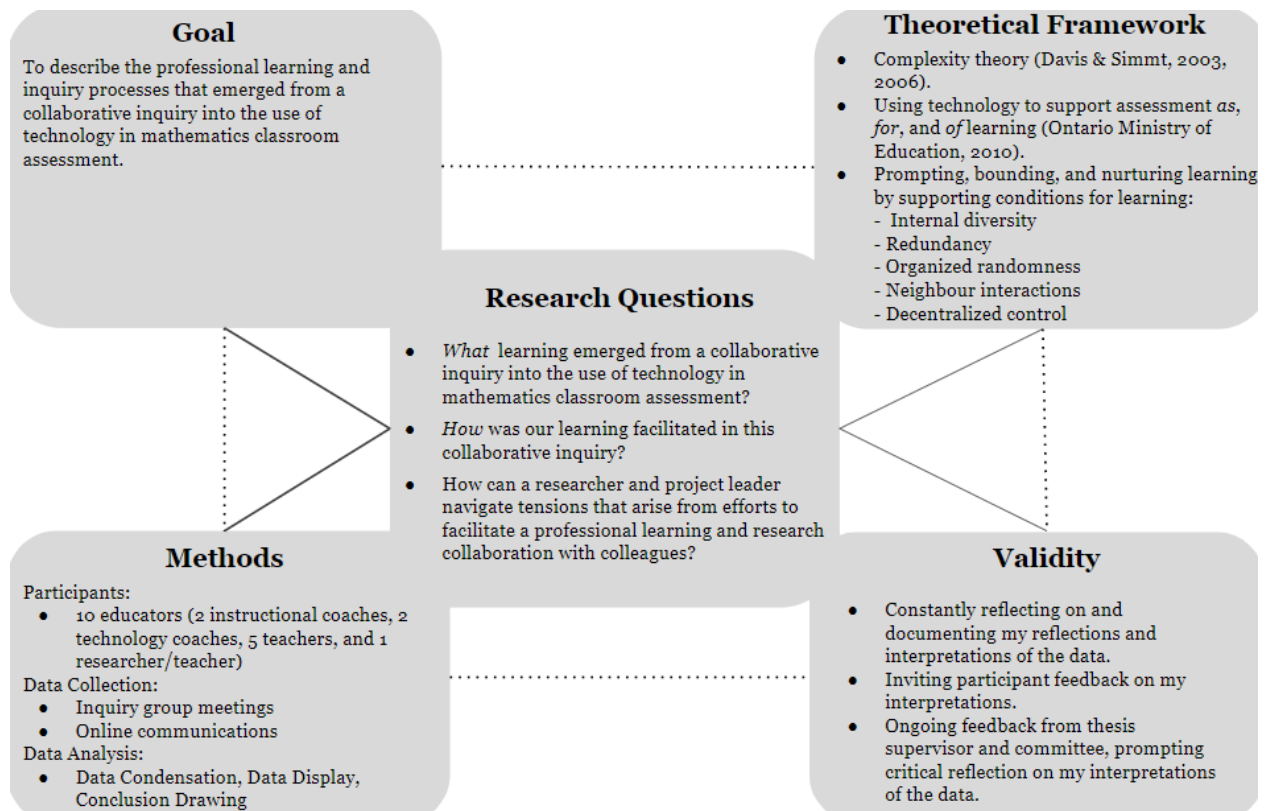 Goal
To describe the professional learning and
inquiry processes that emerged from a
collaborative inquiry into the use of
technology in mathematics classroom
assessment.
Theoretical Framework
● Complexity theory (Davis & Simmt, 2003,
2006).
● Using technology to support assessment as,
for, and of learning (Ontario Ministry of
Education, 2010).
● Prompting, bounding, and nurturing learning
by supporting conditions for learning:
- Internal diversity
- Redundancy
- Organized randomness
- Neighbour interactions
- Decentralized control
Research Questions
● What learning emerged from a collaborative
inquiry into the use of technology in
mathematics classroom assessment?
● How was our learning facilitated in this
collaborative inquiry?
● How can a researcher and project leader
navigate tensions that arise from efforts to
facilitate a professional learning and research
collaboration with colleagues?
Methods
Participants:
● 10 educators (2 instructional coaches, 2
technology coaches, 5 teachers, and 1
researcher/teacher)
Data Collection:
● Inquiry group meetings
● Online communications
Data Analysis:
● Data Condensation, Data Display,
Conclusion Drawing
Validity
● Constantly reflecting on and
documenting my reflections and
interpretations of the data.
● Inviting participant feedback on my
interpretations.
● Ongoing feedback from thesis
supervisor and committee, prompting
critical reflection on my interpretations
of the data.